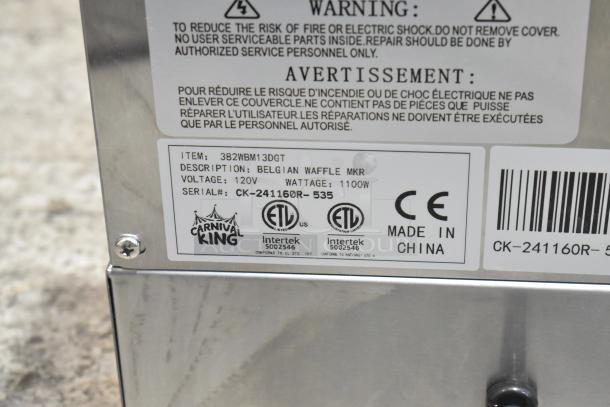 WARNING:
TO REDUCE THE RISK OF FIRE OR ELECTRIC SHOCK.DO NOT REMOVE COVER.
NO USER SERVICEABLE PARTS INSIDE.REPAIR SHOULD BE DONE BY
AUTHORIZED SERVICE PERSONNEL ONLY.
AVERTISSEMENT:
POUR RÉDUIRE LE RISQUE D'INCENDIE OU DE CHOC ÉLECTRIQUE NE PAS
ENLEVER CE COUVERCLE.NE CONTIENT PAS DE PIÈCES QUE PUISSE
RÉPARER L'UTILISATEUR.LES RÉPARATIONS NE DOIVENT ÊTRE EXÉCUTÉES
QUE PAR LE PERSONNEL AUTORISÉ.
ITEM: 382WBM13DGT
DESCRIPTION: BELGIAN WAFFLE MKR
VOLTAGE: 120V WATTAGE: 1100W
SERIAL#: CK-241160R-535
CARNIVAL
KING
ETL US
Intertek
5002546
ETL
Intertek
5002546
CE
MADE IN
CHINA
CK-241160R-5